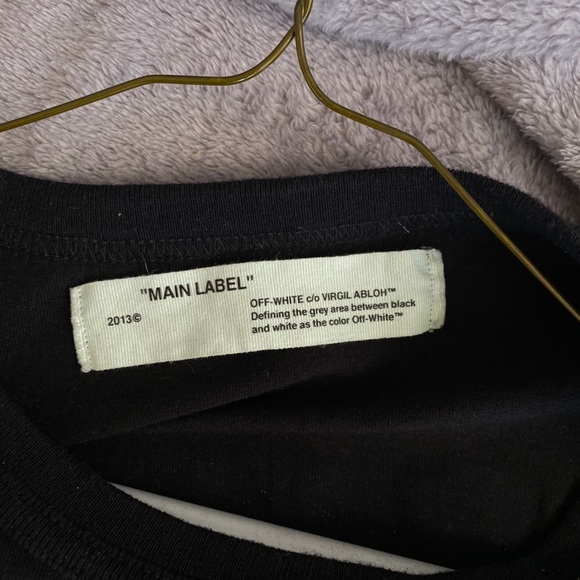 "MAIN LABEL"
2013©
OFF-WHITE c/o VIRGIL ABLOH™
Defining the grey area between black
and white as the color Off-White™